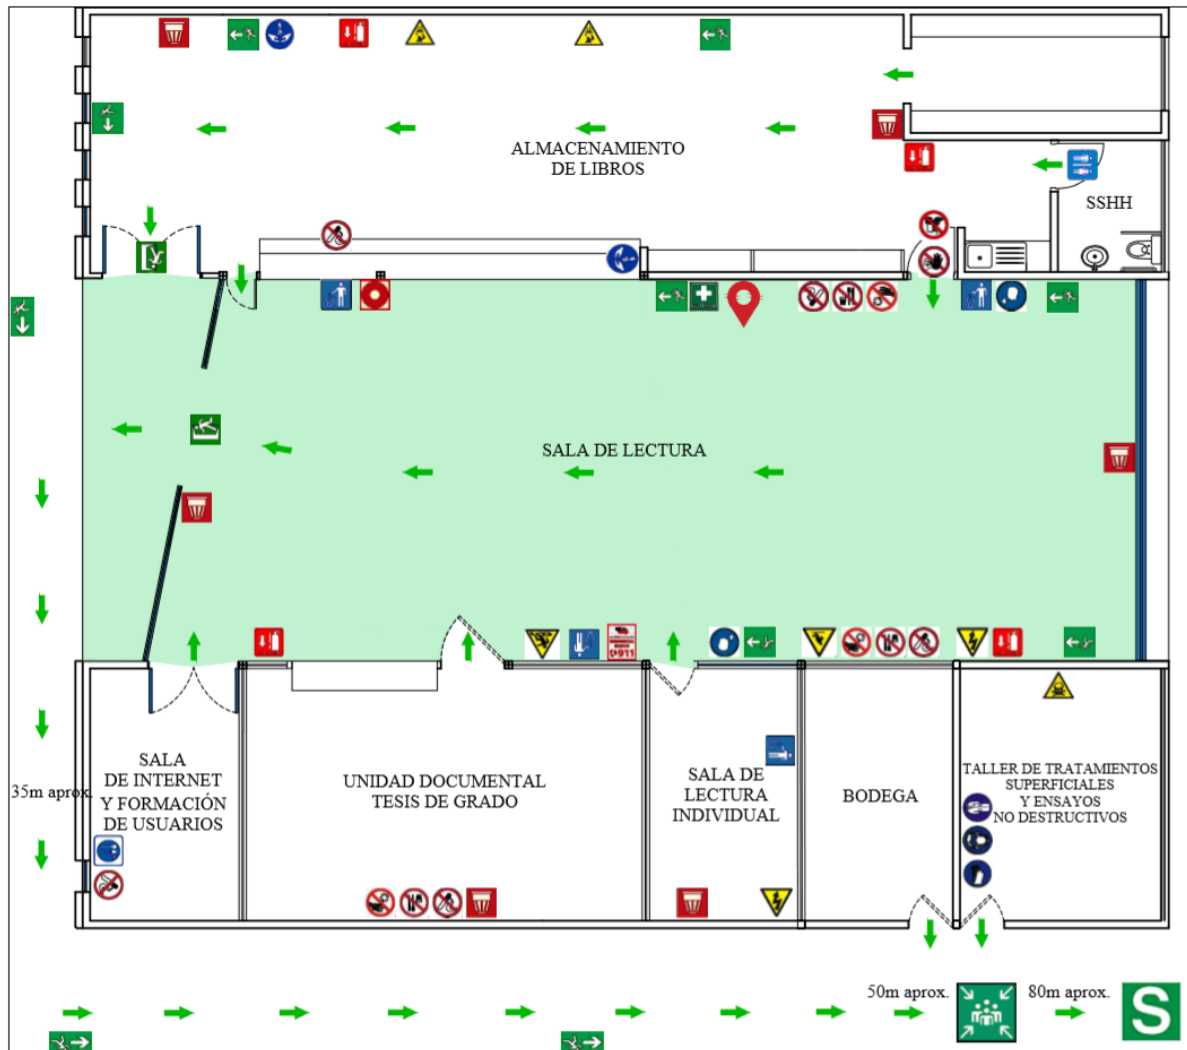 ALMACENAMIENTO
DE LIBROS
SSHH
SALA DE LECTURA
911
35m aprox.
SALA
DE INTERNET
Y FORMACIÓN
DE USUARIOS
UNIDAD DOCUMENTAL
TESIS DE GRADO
SALA DE
LECTURA
INDIVIDUAL
BODEGA
TALLER DE TRATAMIENTOS
SUPERFICIALES
Y ENSAYOS
NO DESTRUCTIVOS
50m aprox.
80m aprox.
S